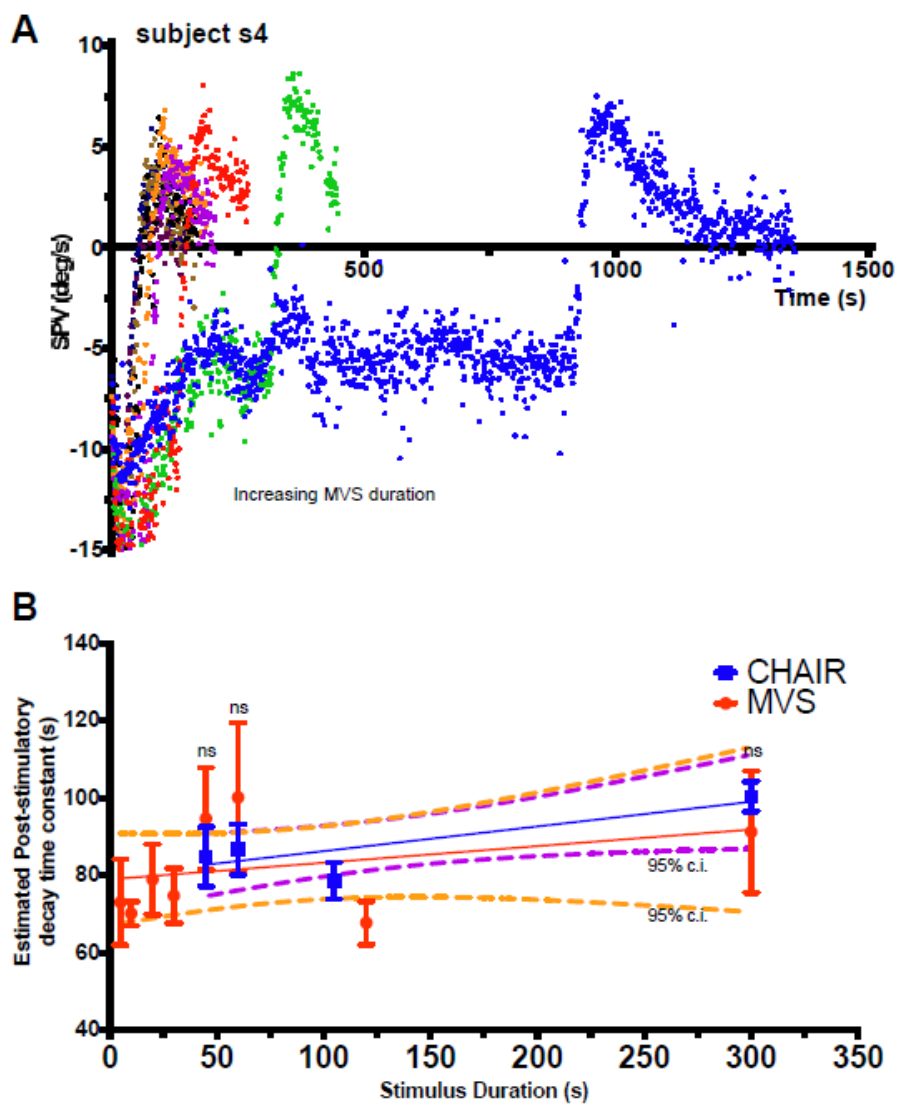 A
subject s4
10
5
0
-5
-10
-15
SPV (deg/s)
500
1000
1500
Time (s)
Increasing MVS duration
B
Estimated Post-stimulatory
decay time constant (s)
140
120
100
80
60
40
CHAIR
MVS
ns
ns
ns
95% c.i.
95% c.i.
0
50
100
150
200
250
300
350
Stimulus Duration (s)